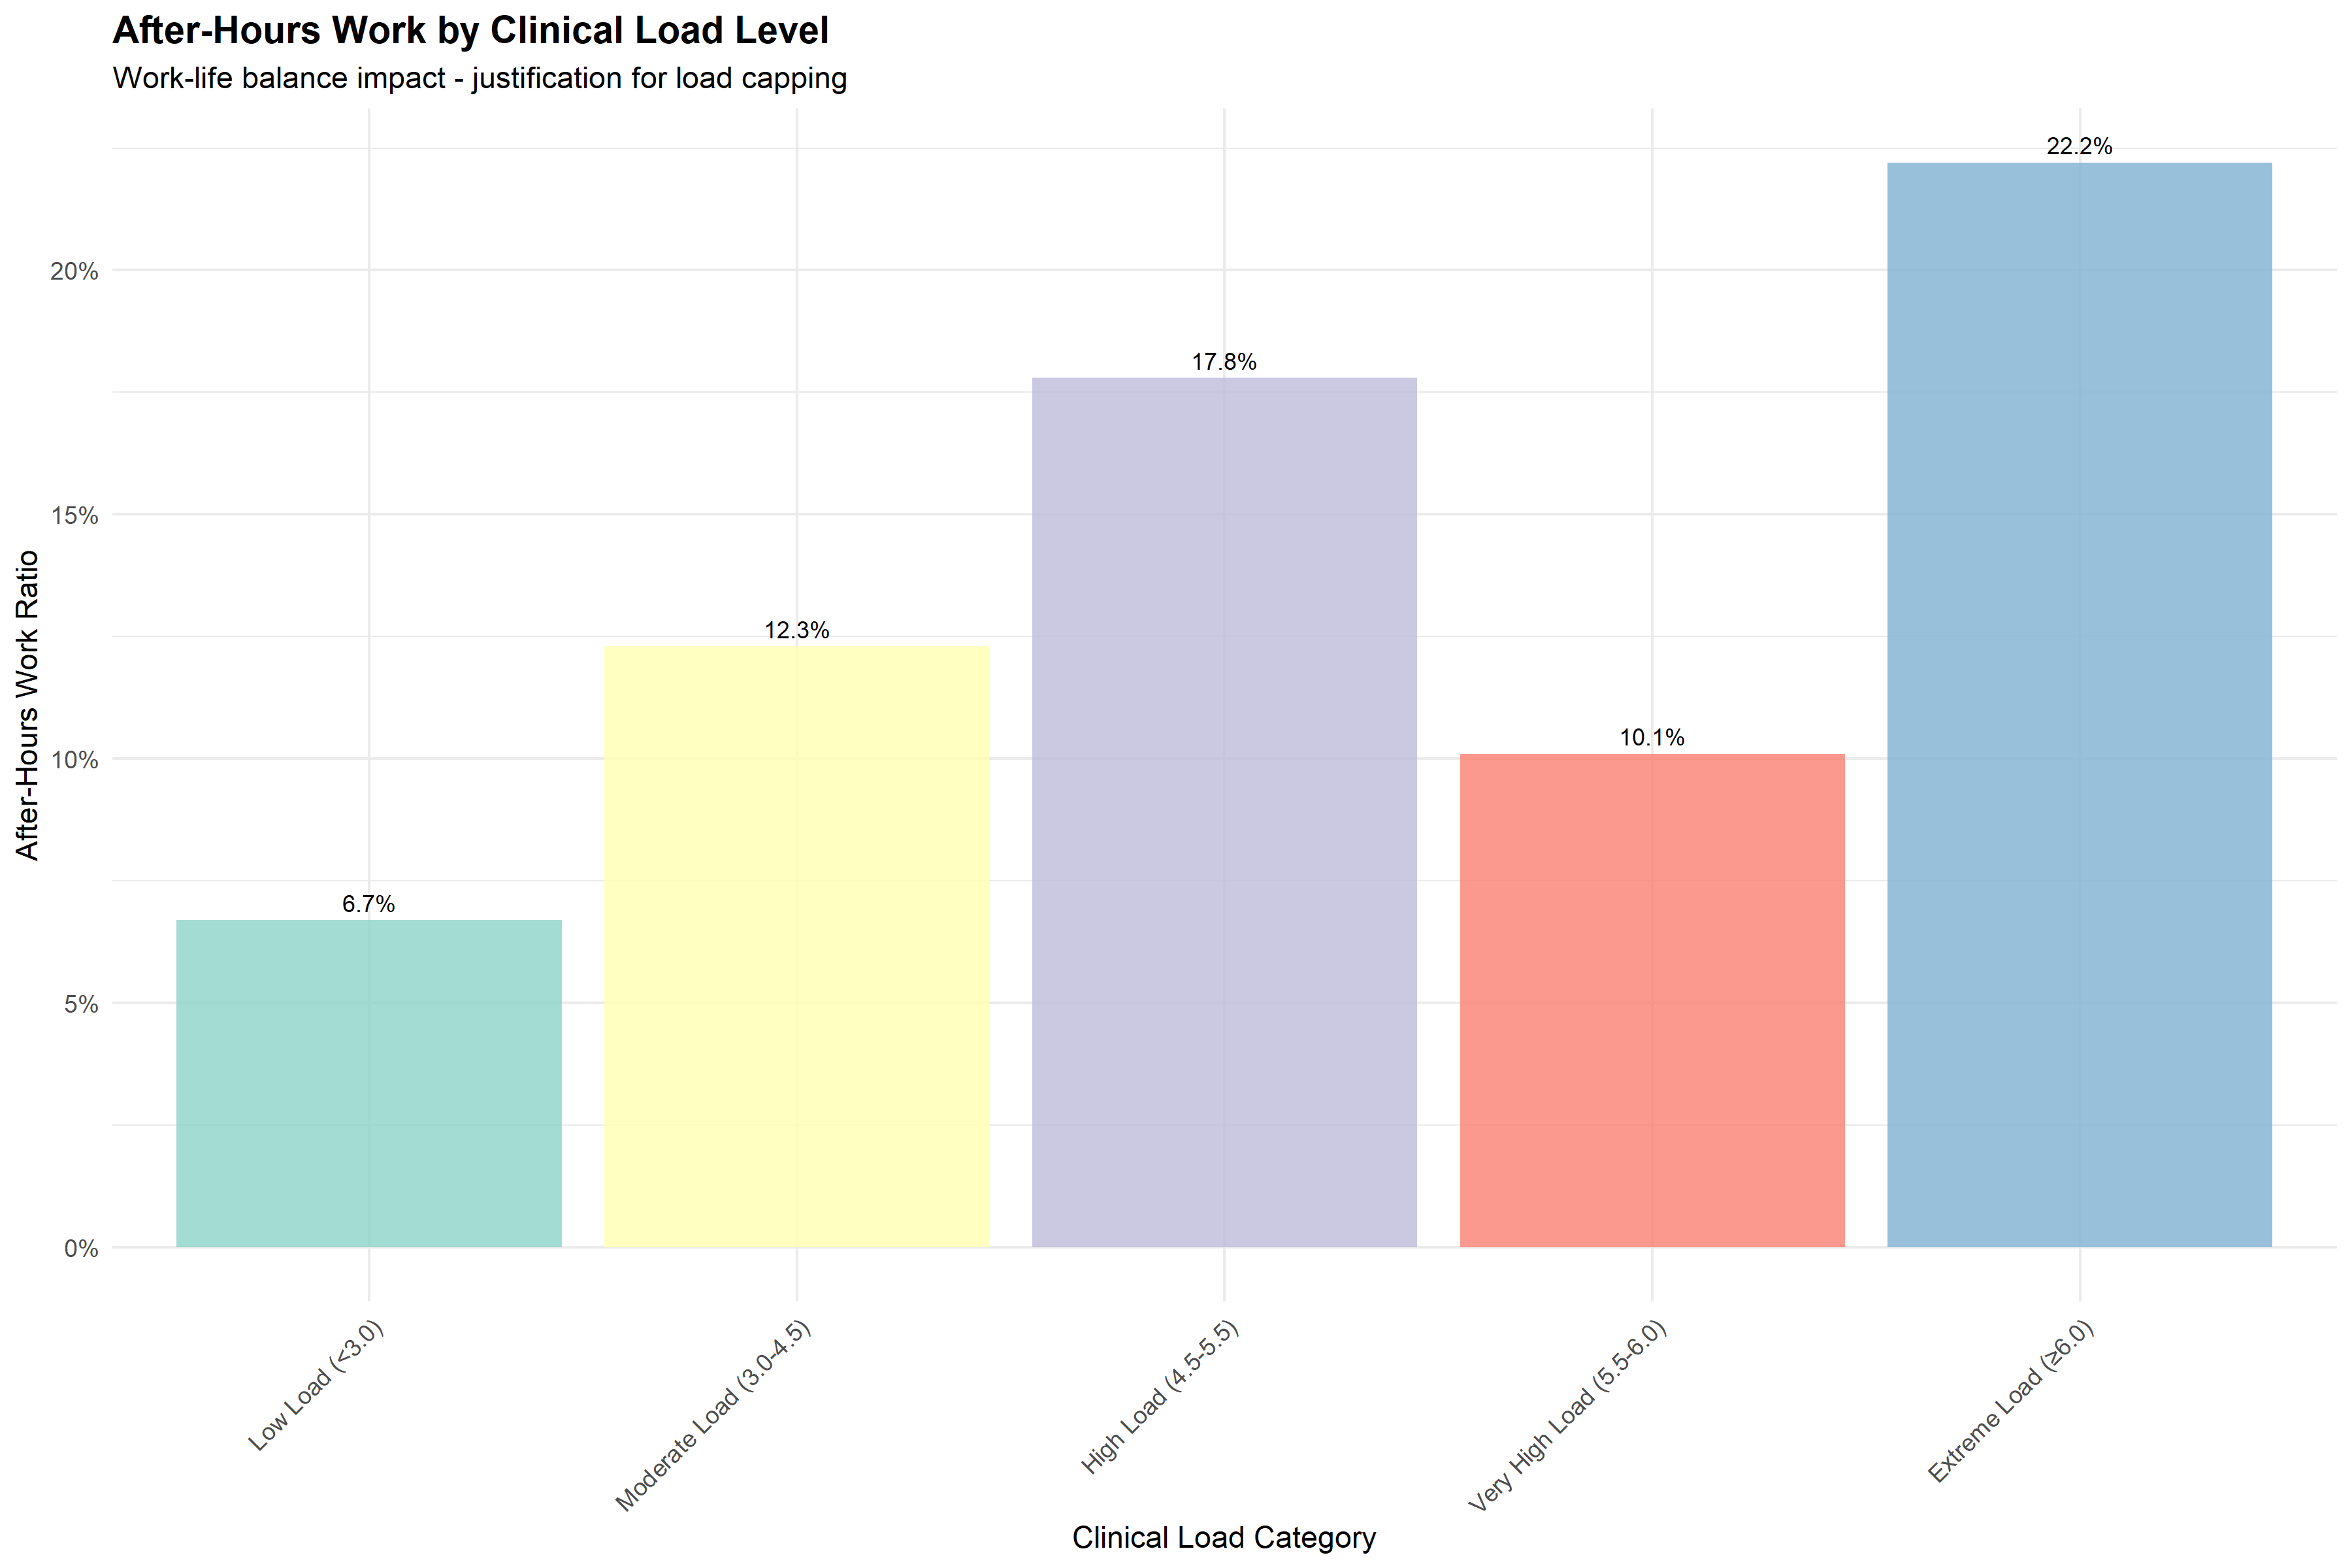 After-Hours Work by Clinical Load Level
Work-life balance impact - justification for load capping
After-Hours Work Ratio
20%
15%
10%
5%
0%
6.7%
12.3%
17.8%
10.1%
22.2%
Low Load (<3.0)
Moderate Load (3.0-4.5)
High Load (4.5-5.5)
Very High Load (5.5-6.0)
Extreme Load (≥6.0)
Clinical Load Category